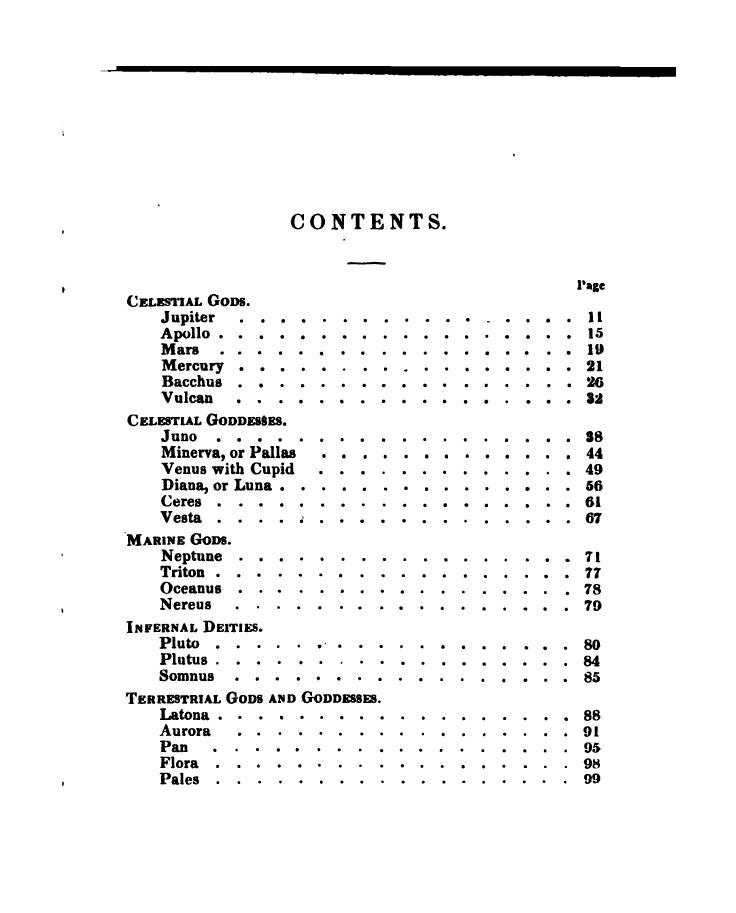 CONTENTS.
Page
CELESTIAL GODS.
Jupiter . . . . . . . . . . . . . . . . . 11
Apollo . . . . . . . . . . . . . . . . . . 15
Mars . . . . . . . . . . . . . . . . . . 19
Mercury . . . . . . . . . . . . . . . . . 21
Bacchus . . . . . . . . . . . . . . . . . 26
Vulcan . . . . . . . . . . . . . . . . . 32
CELESTIAL GODDESSES.
Juno . . . . . . . . . . . . . . . . . . 38
Minerva, or Pallas . . . . . . . . . . . . . 44
Venus with Cupid . . . . . . . . . . . . . 49
Diana, or Luna . . . . . . . . . . . . . . . 56
Ceres . . . . . . . . . . . . . . . . . . 61
Vesta . . . . . . . . . . . . . . . . . . 67
MARINE GODS.
Neptune . . . . . . . . . . . . . . . . . 71
Triton . . . . . . . . . . . . . . . . . . 77
Oceanus . . . . . . . . . . . . . . . . . 78
Nereus . . . . . . . . . . . . . . . . . 79
INFERNAL DEITIES.
Pluto . . . . . . . . . . . . . . . . . . 80
Plutus . . . . . . . . . . . . . . . . . . 84
Somnus . . . . . . . . . . . . . . . . . 85
TERRESTRIAL GODS AND GODDESSES.
Latona . . . . . . . . . . . . . . . . . . 88
Aurora . . . . . . . . . . . . . . . . . 91
Pan . . . . . . . . . . . . . . . . . . 95
Flora . . . . . . . . . . . . . . . . . . 98
Pales . . . . . . . . . . . . . . . . . . 99